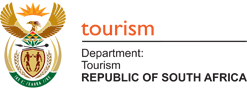 tourism
Department:
Tourism
REPUBLIC OF SOUTH AFRICA